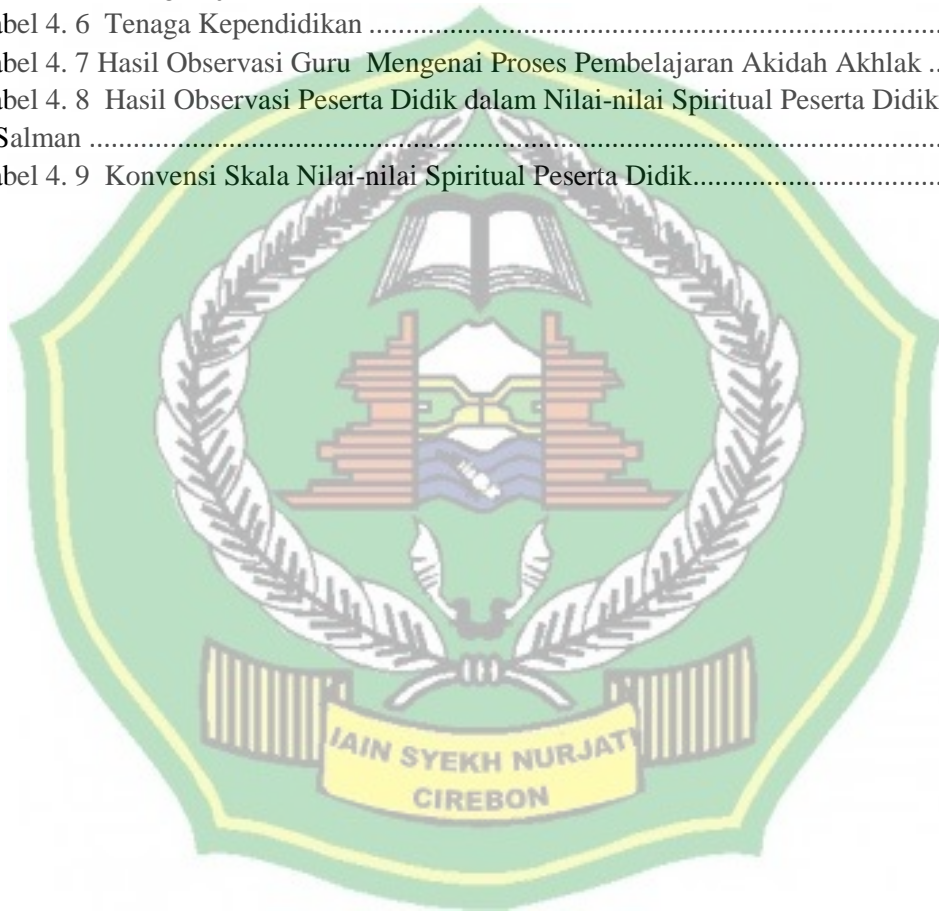 abel 4. 6 Tenaga Kependidikan ....................................................................................
abel 4. 7 Hasil Observasi Guru Mengenai Proses Pembelajaran Akidah Akhlak ..
abel 4. 8 Hasil Observasi Peserta Didik dalam Nilai-nilai Spiritual Peserta Didik
Salman ..............................................................................................................................
abel 4. 9 Konvensi Skala Nilai-nilai Spiritual Peserta Didik...................................
IAIN SYEKH NURJATI
CIREBON